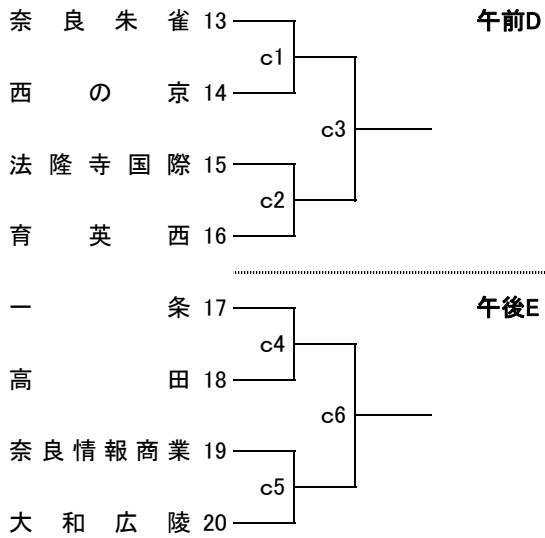 奈良朱雀 13 午前D
c1
西の京 14
c3
法隆寺国際 15
c2
育英西 16
一条 17 午後E
c4
高田 18
c6
奈良情報商業 19
c5
大和広陵 20